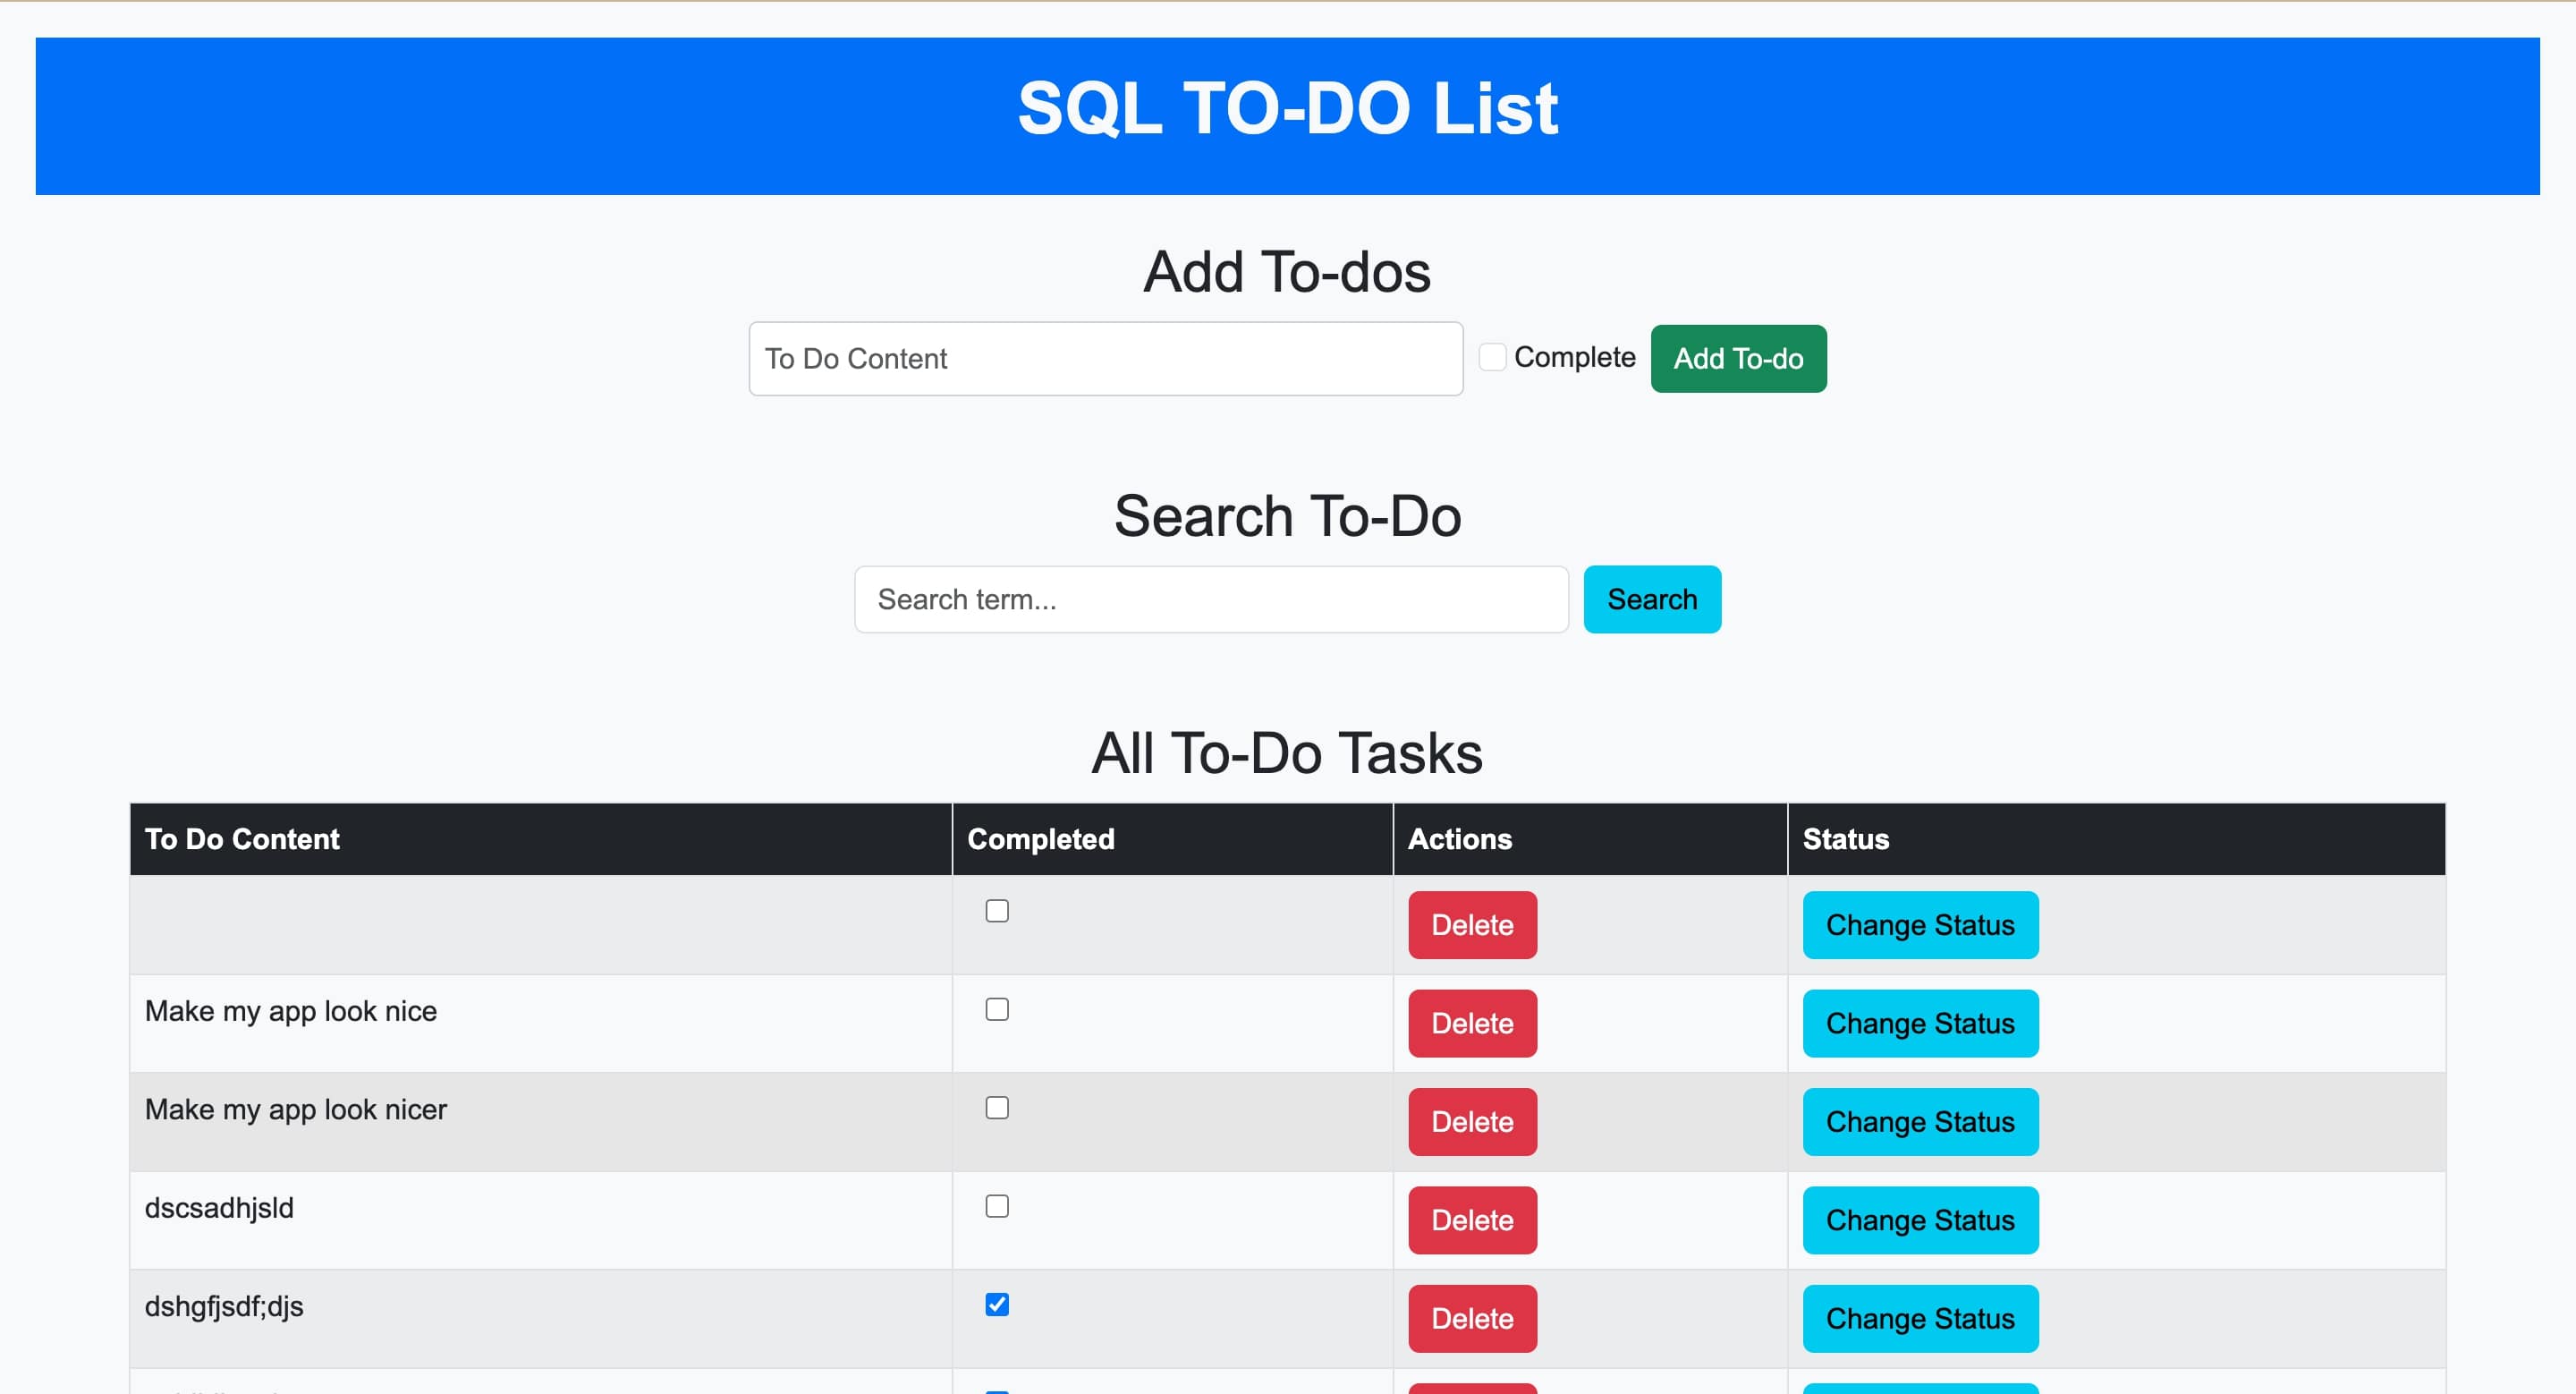 SQL TO-DO List
Add To-dos
To Do Content Complete Add To-do
Search To-Do
Search term... Search
All To-Do Tasks
To Do Content Completed Actions Status
Delete Change Status
Make my app look nice Delete Change Status
Make my app look nicer Delete Change Status
dscsadhjsld Delete Change Status
dshgfjsdf;djs Delete Change Status